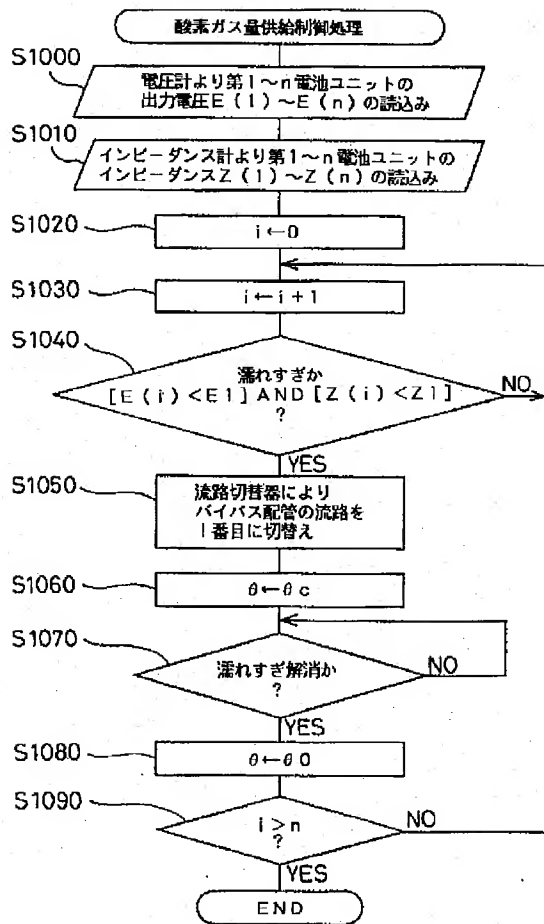 酸素ガス量供給制御処理
S1000
電圧計より第1～n電池ユニットの
出力電圧E(1)～E(n)の読込み
S1010
インピーダンス計より第1～n電池ユニットの
インピーダンスZ(1)～Z(n)の読込み
S1020
i←0
S1030
i←i+1
S1040
濡れすぎか
[E(i)<E1]AND[Z(i)<Z1]
?
NO
YES
S1050
流路切替器により
バイパス配管の流路を
i番目に切替え
S1060
θ←θc
S1070
濡れすぎ解消か
?
NO
YES
S1080
θ←θ0
S1090
i>n
?
NO
YES
END